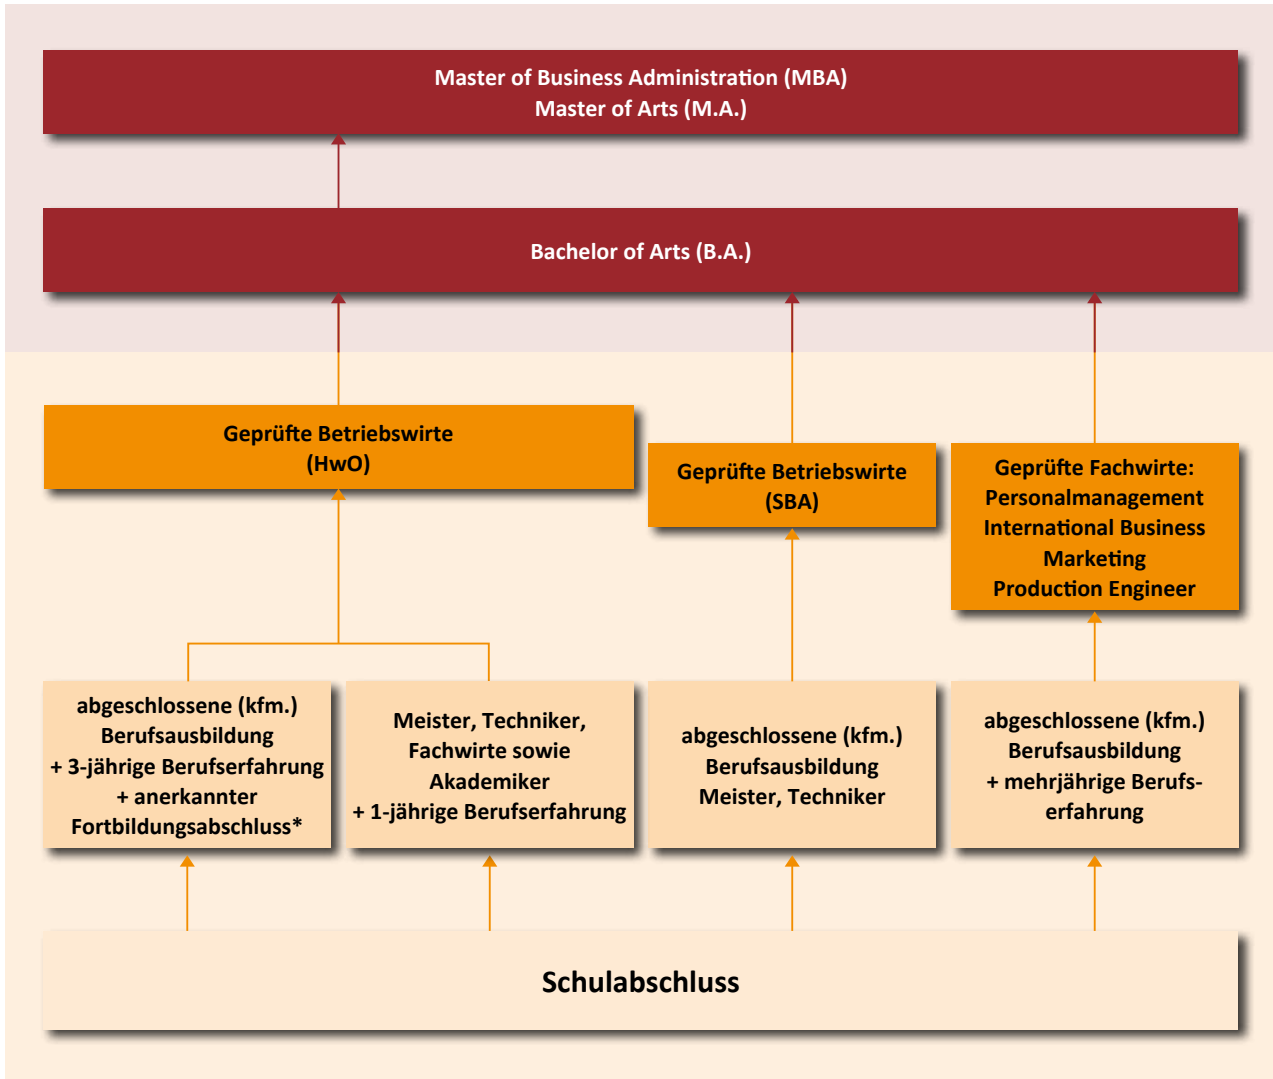 Master of Business Administration (MBA)
Master of Arts (M.A.)
Bachelor of Arts (B.A.)
Geprüfte Betriebswirte
(HwO)
Geprüfte Betriebswirte
(SBA)
Geprüfte Fachwirte:
Personalmanagement
International Business
Marketing
Production Engineer
abgeschlossene (kfm.)
Berufsausbildung
+ 3-jährige Berufserfahrung
+ anerkannter
Fortbildungsabschluss*
Meister, Techniker,
Fachwirte sowie
Akademiker
+ 1-jährige Berufserfahrung
abgeschlossene (kfm.)
Berufsausbildung
Meister, Techniker
abgeschlossene (kfm.)
Berufsausbildung
+ mehrjährige Berufs-
erfahrung
Schulabschluss